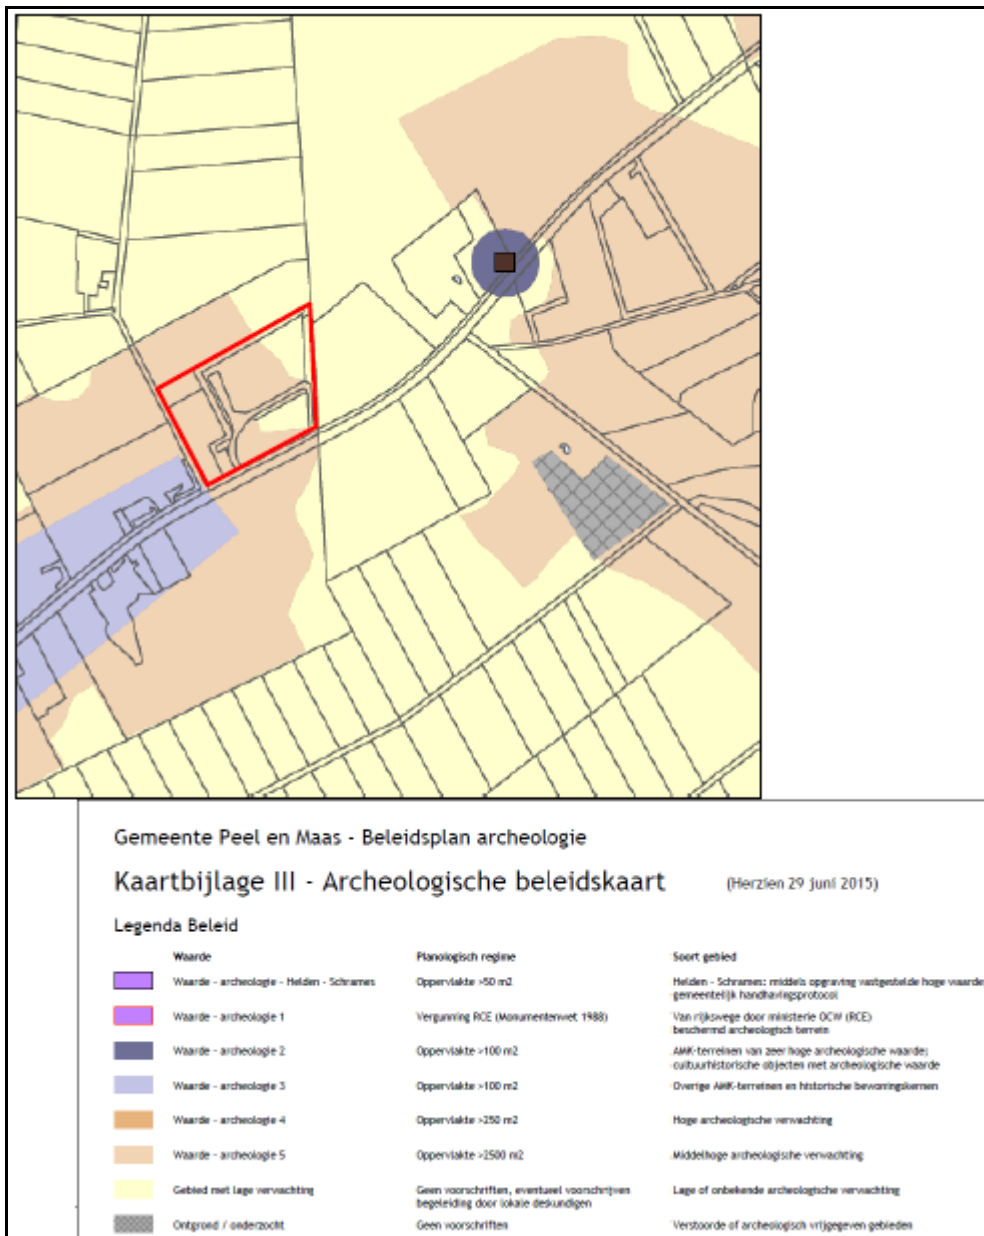 Gemeente Peel en Maas - Beleidsplan archeologie
Kaartbijlage III - Archeologische beleidskaart (Herzien 29 juni 2015)
Legenda Beleid
Waarde Planologisch regime Soort gebied
Waarde - archeologie - Helden - Schrames Oppervlakte >50 m2 Helden - Schrames: middels opgraving vastgestelde hoge waarde
gemeentelijk handhavingsprotocol
Waarde - archeologie 1 Vergunning RCE (Monumentenwet 1988) Van rijkswege door ministerie OCW (RCE)
beschermd archeologisch terrein
Waarde - archeologie 2 Oppervlakte >100 m2 AMK-terreinen van zeer hoge archeologische waarde;
cultuurhistorische objecten met archeologische waarde
Waarde - archeologie 3 Oppervlakte >100 m2 Overige AMK-terreinen en historische bewoningskernen
Waarde - archeologie 4 Oppervlakte >250 m2 Hoge archeologische verwachting
Waarde - archeologie 5 Oppervlakte >2500 m2 Middelhoge archeologische verwachting
Gebied met lage verwachting Geen voorschriften, eventueel voorschrijven Lage of onbekende archeologische verwachting
begeleiding door lokale deskundigen
Ontgrond / onderzocht Geen voorschriften Verstoorde of archeologisch vrijgegeven gebieden